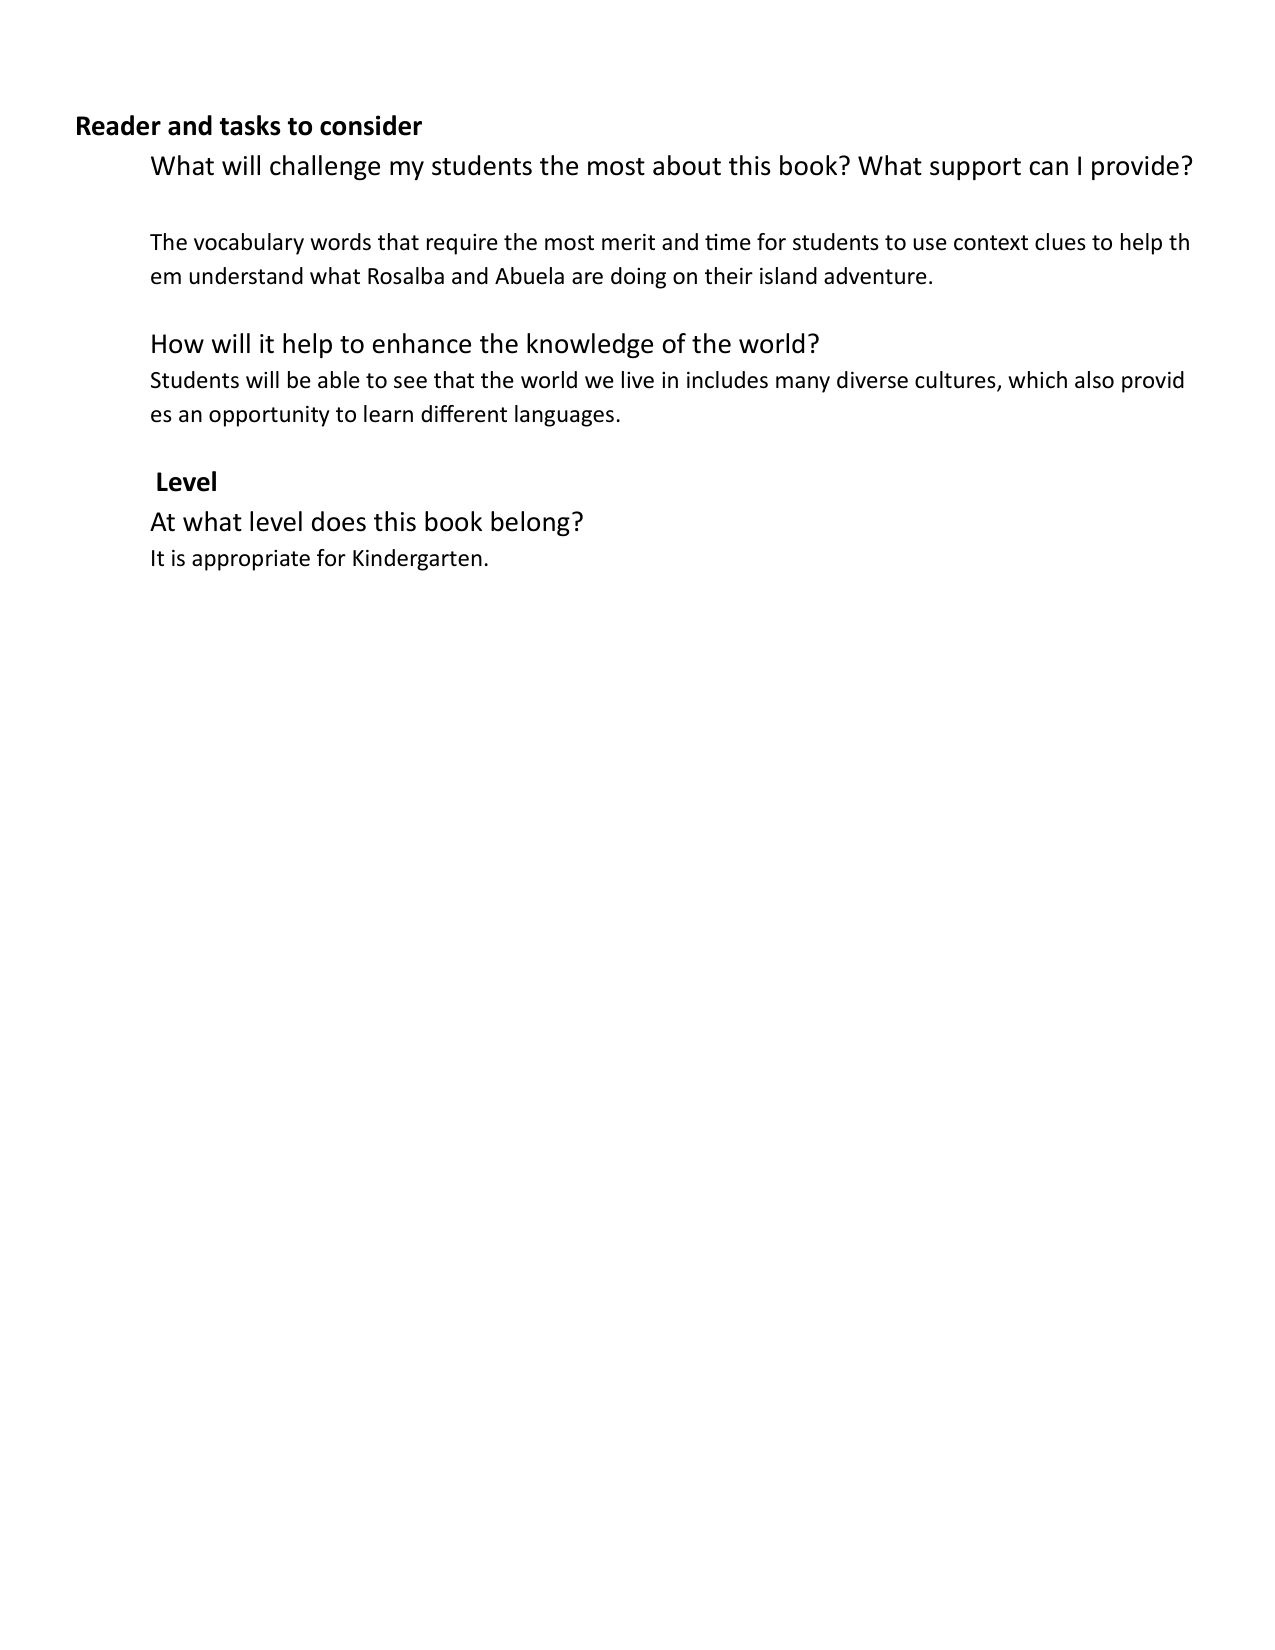 Reader and tasks to consider
What will challenge my students the most about this book? What support can I provide?
The vocabulary words that require the most merit and time for students to use context clues to help th
em understand what Rosalba and Abuela are doing on their island adventure.
How will it help to enhance the knowledge of the world?
Students will be able to see that the world we live in includes many diverse cultures, which also provid
es an opportunity to learn different languages.
Level
At what level does this book belong?
It is appropriate for Kindergarten.